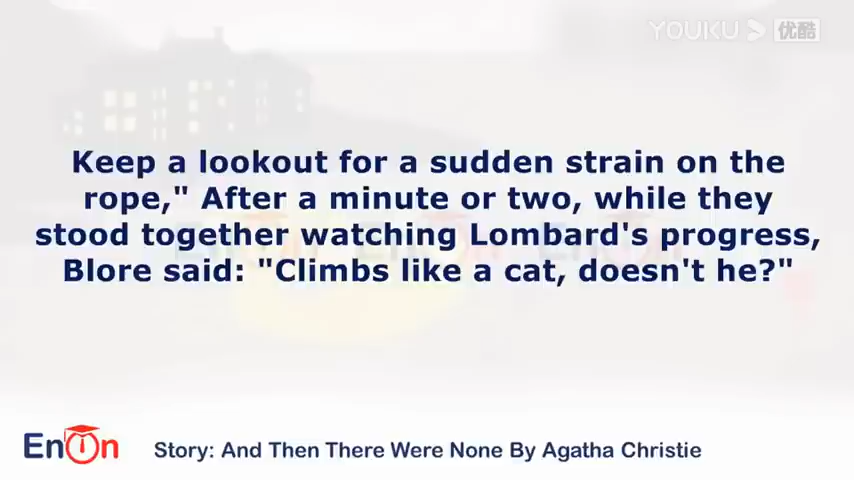 YOUKU 优酷
Keep a lookout for a sudden strain on the
rope," After a minute or two, while they
stood together watching Lombard's progress,
Blore said: "Climbs like a cat, doesn't he?"
EnOn
Story: And Then There Were None By Agatha Christie